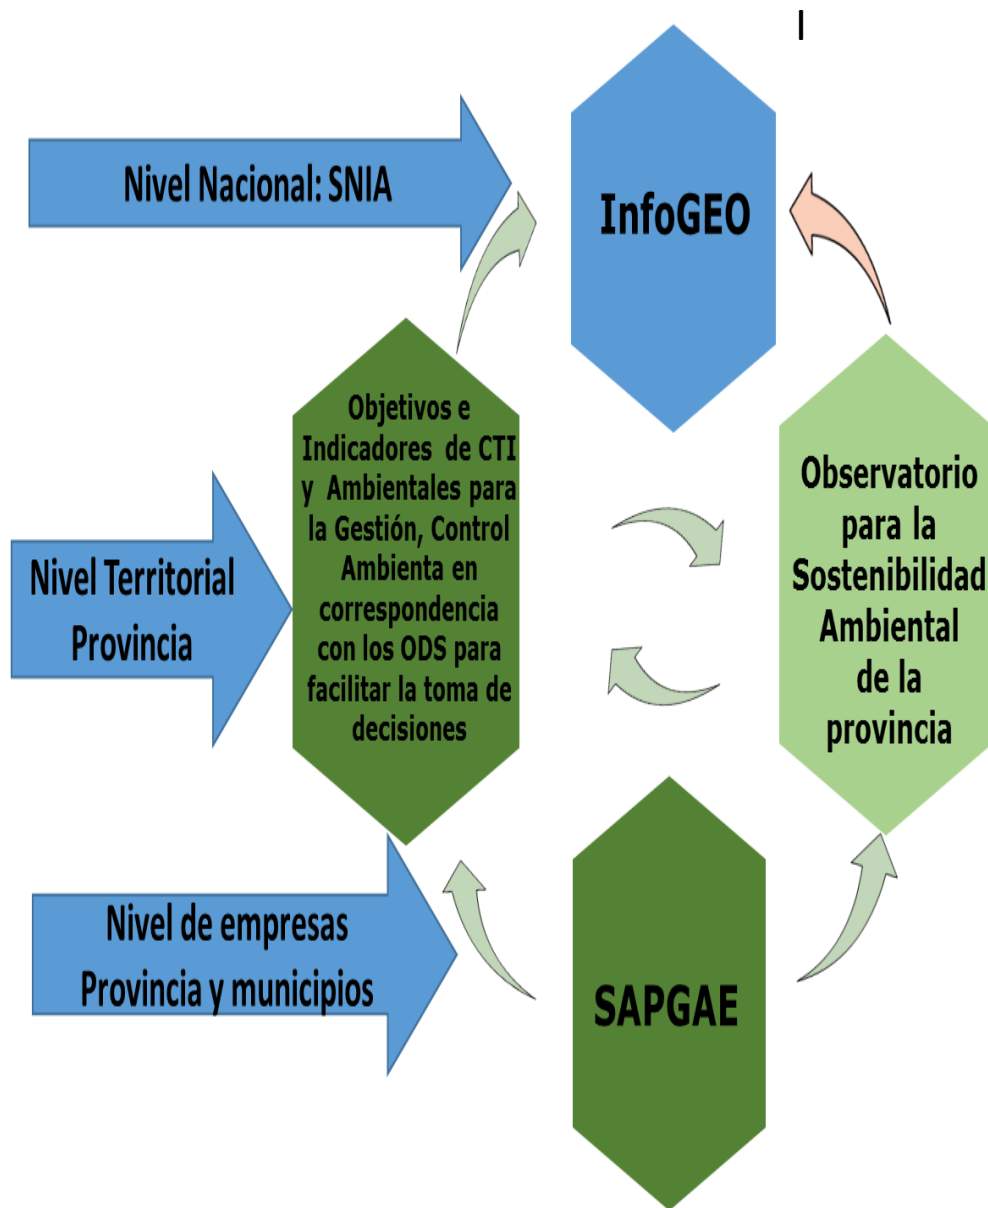 I
Nivel Nacional: SNIA
InfoGEO
Objetivos e
Indicadores de CTI
y Ambientales para
la Gestión, Control
Ambienta en
correspondencia
con los ODS para
facilitar la toma de
decisiones
Observatorio
para la
Sostenibilidad
Ambiental
de la
provincia
Nivel Territorial
Provincia
Nivel de empresas
Provincia y municipios
SAPGAE